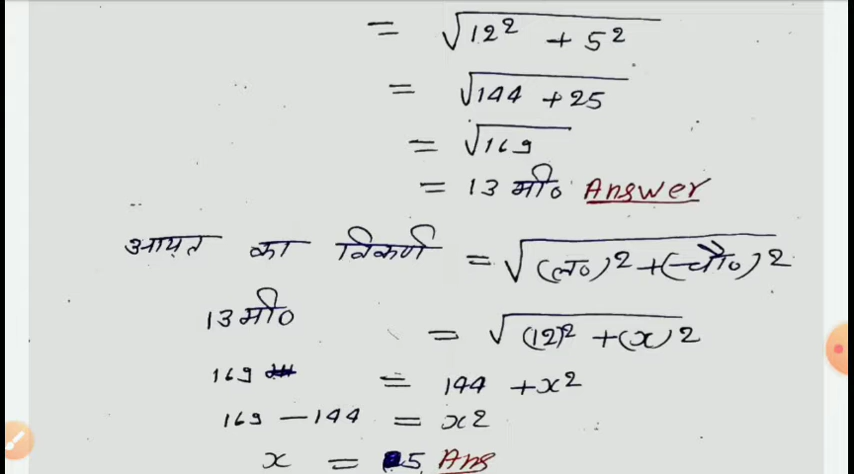 = √12² + 5²
= √144 + 25
= √169
= 13 मी० Answer
आयत का विकर्ण = √(ल०)² + (चौ०)²
13 मी० = √(12)² + (x)²
169 = 144 + x²
169 - 144 = x²
x = 5 Ans